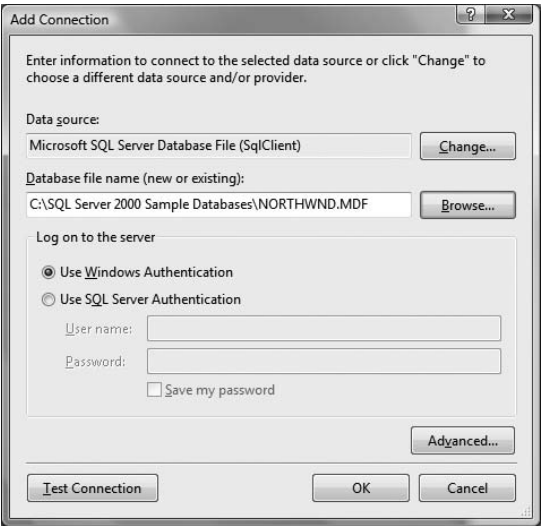 Add Connection
Enter information to connect to the selected data source or click "Change" to
choose a different data source and/or provider.
Data source:
Microsoft SQL Server Database File (SqlClient)
Change...
Database file name (new or existing):
C:\SQL Server 2000 Sample Databases\NORTHWND.MDF
Browse...
Log on to the server
Use Windows Authentication
Use SQL Server Authentication
User name:
Password:
Save my password
Advanced...
Test Connection
OK
Cancel